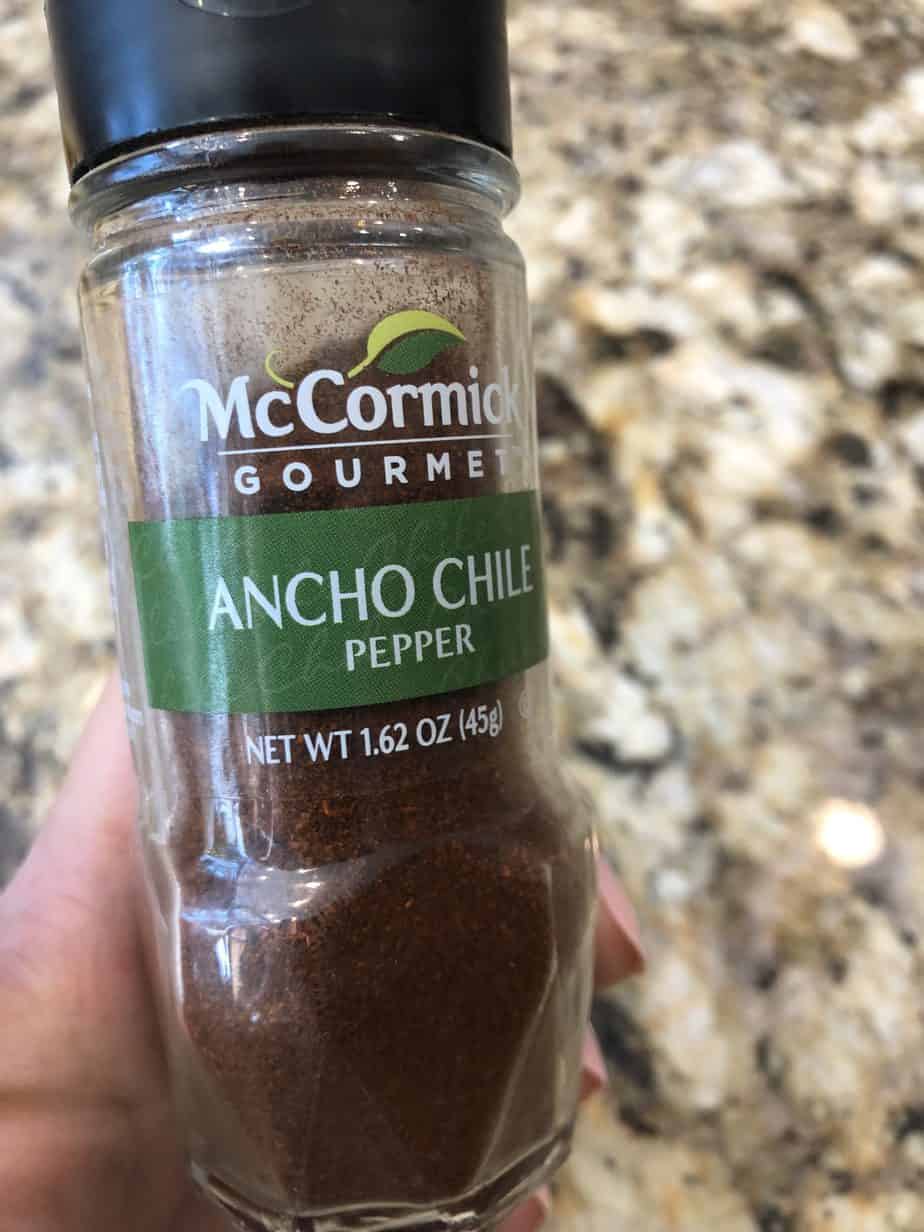 McCormick
GOURMET
ANCHO CHILE
PEPPER
NET WT 1.62 OZ (45g)